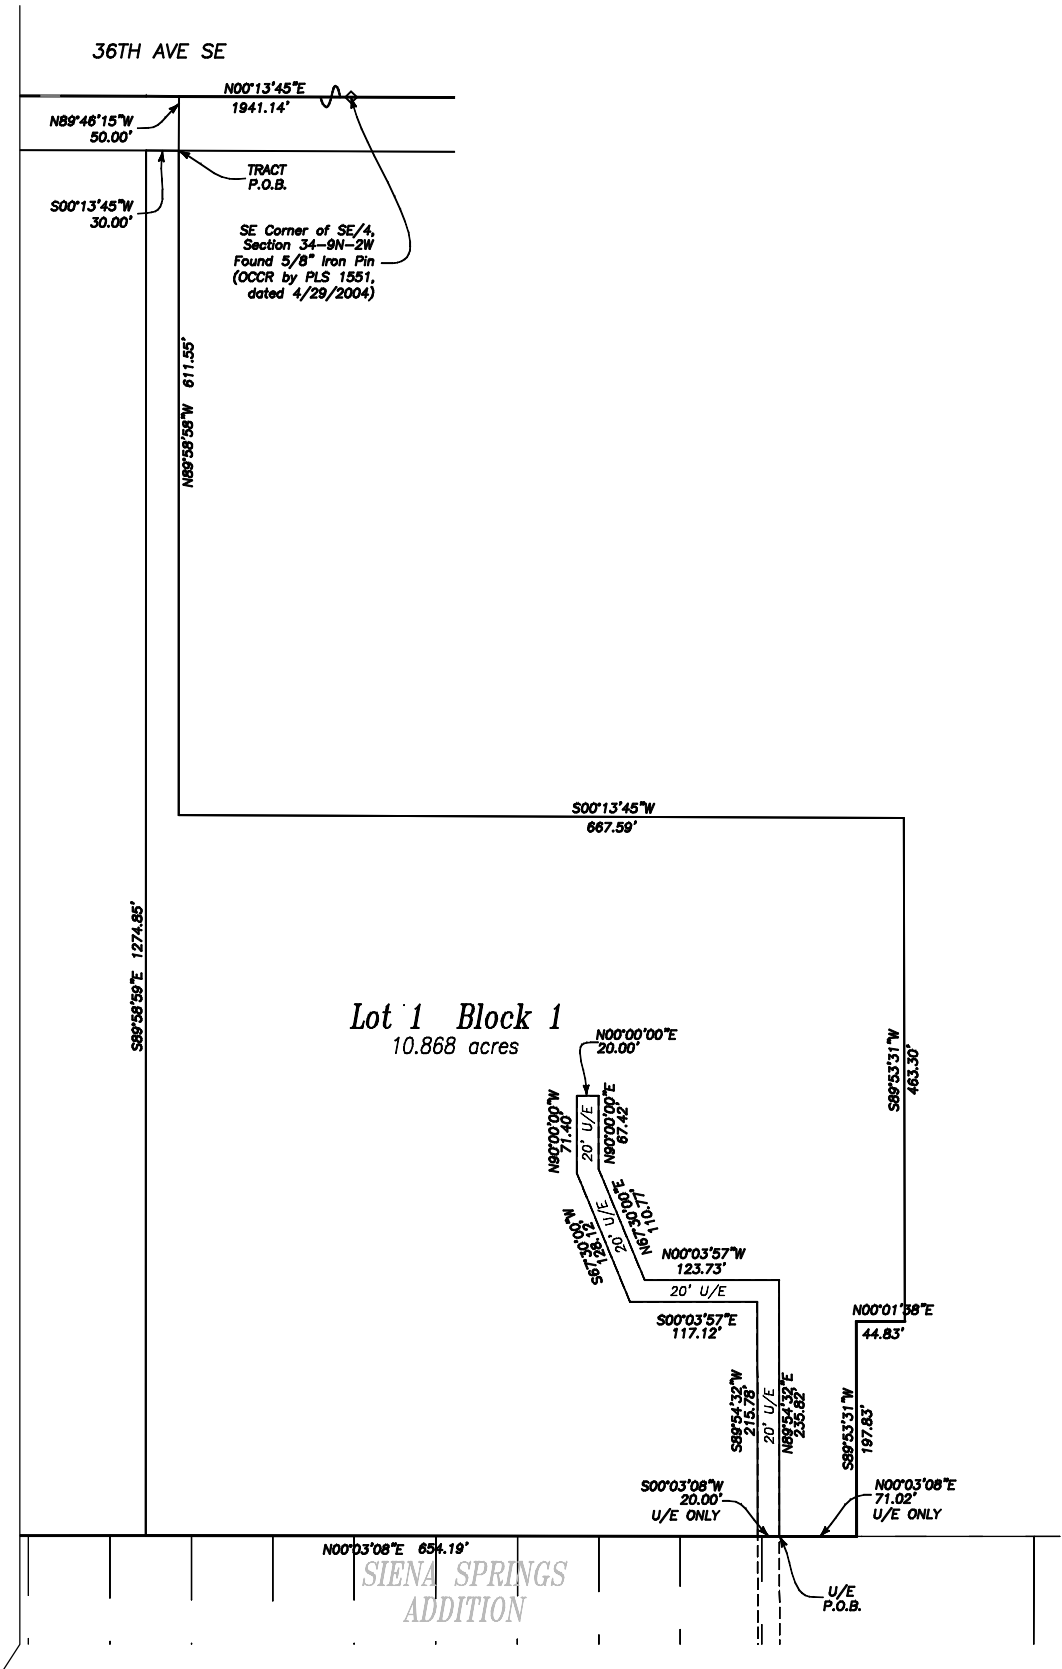 36TH AVE SE
N00°13'45"E
1941.14'
N89°46'15"W
50.00'
TRACT
P.O.B.
S00°13'45"W
30.00'
SE Corner of SE/4,
Section 34-9N-2W
Found 5/8" Iron Pin
(OCCR by PLS 1551,
dated 4/29/2004)
N89°58'58"W 611.55'
S00°13'45"W
667.59'
S89°58'59"E 1274.85'
Lot 1 Block 1
10.868 acres
N00°00'00"E
20.00'
S89°53'31"W
463.30'
N90°00'00"W
71.40'
20' U/E
N90°00'00"E
67.42'
S67°30'00"W
128.12'
20' U/E
N67°30'00"E
110.77'
N00°03'57"W
123.73'
20' U/E
S00°03'57"E
117.12'
N00°01'38"E
44.83'
S89°54'32"W
215.78'
20' U/E
N89°54'32"E
235.82'
S89°53'31"W
197.83'
S00°03'08"W
20.00'
U/E ONLY
N00°03'08"E
71.02'
U/E ONLY
N00°03'08"E 654.19'
SIENA SPRINGS
ADDITION
U/E
P.O.B.